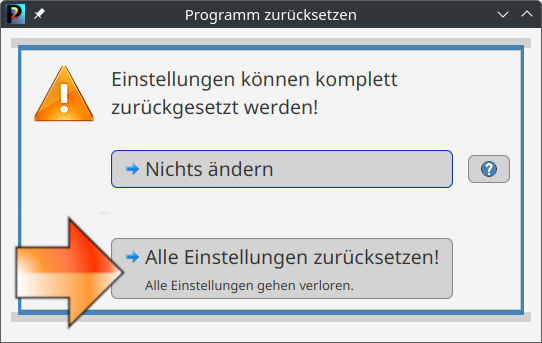 Programm zurücksetzen
Einstellungen können komplett
zurückgesetzt werden!
Nichts ändern
?
Alle Einstellungen zurücksetzen!
Alle Einstellungen gehen verloren.